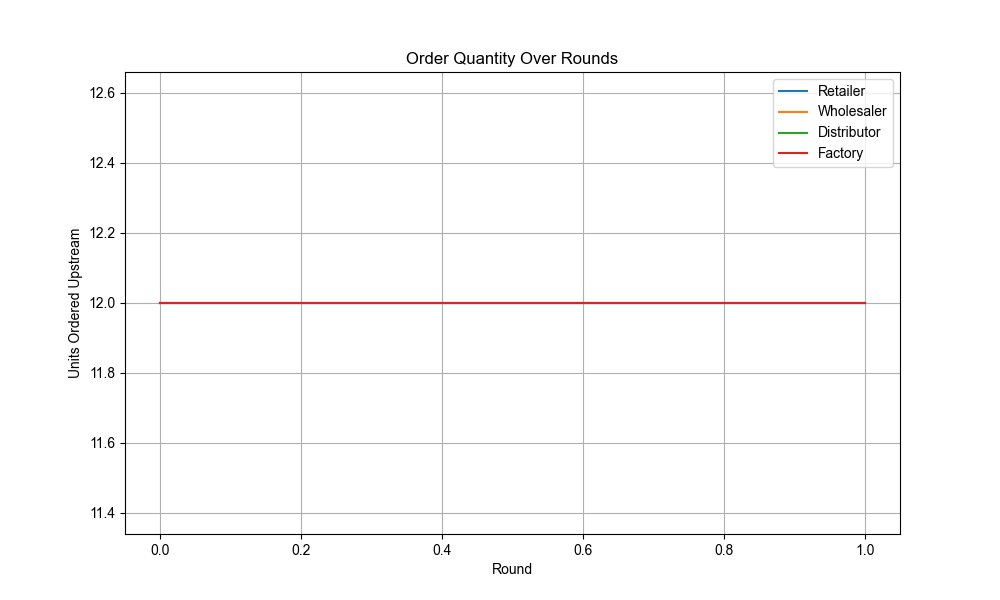 Order Quantity Over Rounds
12.6
12.4
12.2
12.0
11.8
11.6
11.4
Units Ordered Upstream
Retailer
Wholesaler
Distributor
Factory
0.0 0.2 0.4 0.6 0.8 1.0
Round